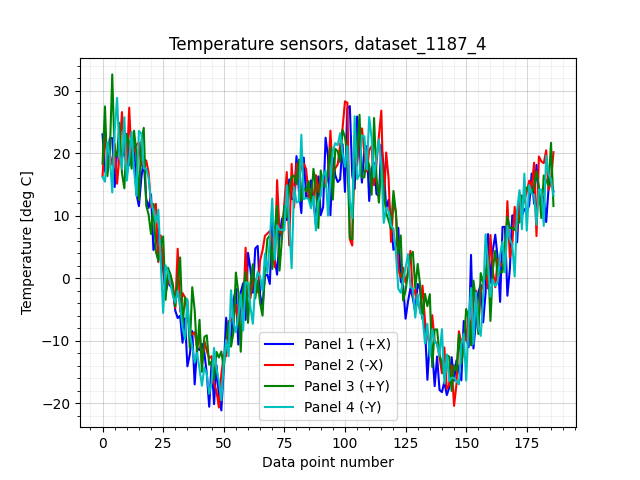 Temperature sensors, dataset_1187_4
Temperature [deg C]
30
20
10
0
−10
−20
Panel 1 (+X)
Panel 2 (-X)
Panel 3 (+Y)
Panel 4 (-Y)
0 25 50 75 100 125 150 175
Data point number